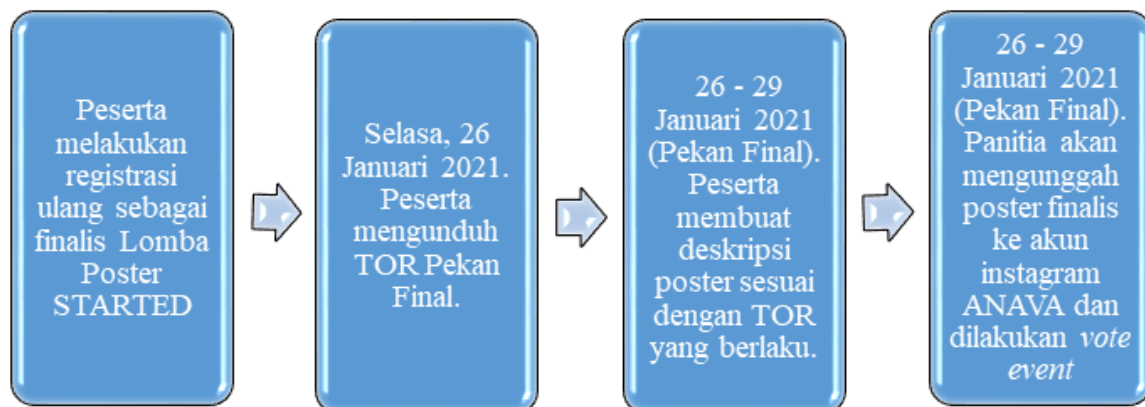 Peserta
melakukan
registrasi
ulang sebagai
finalis Lomba
Poster
STARTED
Selasa, 26
Januari 2021.
Peserta
mengunduh
TOR Pekan
Final.
26 - 29
Januari 2021
(Pekan Final).
Peserta
membuat
deskripsi
poster sesuai
dengan TOR
yang berlaku.
26 - 29
Januari 2021
(Pekan Final).
Panitia akan
mengunggah
poster finalis
ke akun
instagram
ANAVA dan
dilakukan vote
event